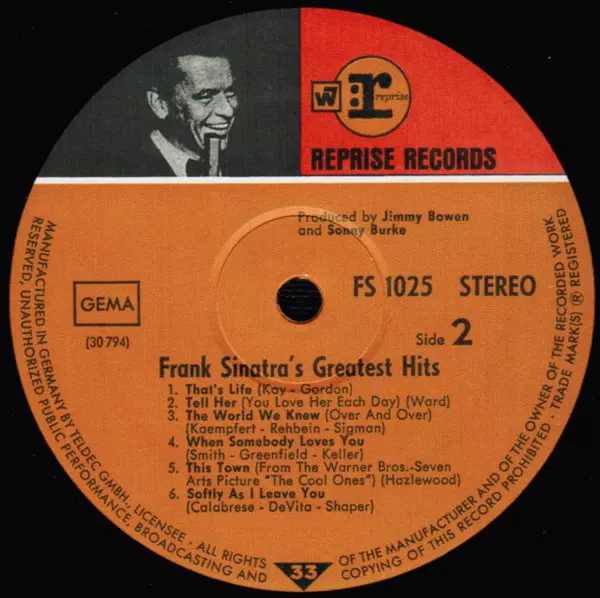 W7
r:
reprise
REPRISE RECORDS
Produced by Jimmy Bowen
and Sonny Burke
GEMA
(30 794)
FS 1025 STEREO
Side 2
Frank Sinatra's Greatest Hits
1. That's Life (Kay - Gordon)
2. Tell Her (You Love Her Each Day) (Ward)
3. The World We Knew (Over And Over)
(Kaempfert - Rehbein - Sigman)
4. When Somebody Loves You
(Smith - Greenfield - Keller)
5. This Town (From The Warner Bros.-Seven
Arts Picture "The Cool Ones") (Hazlewood)
6. Softly As I Leave You
(Calabrese - DeVita - Shaper)
33
MANUFACTURED IN GERMANY BY TELDEC GMBH., LICENSEE · ALL RIGHTS
RESERVED, UNAUTHORIZED PUBLIC PERFORMANCE, BROADCASTING AND
OF THE MANUFACTURER AND OF THE OWNER OF THE RECORDED WORK
COPYING OF THIS RECORD PROHIBITED · TRADE MARK(S) ® REGISTERED